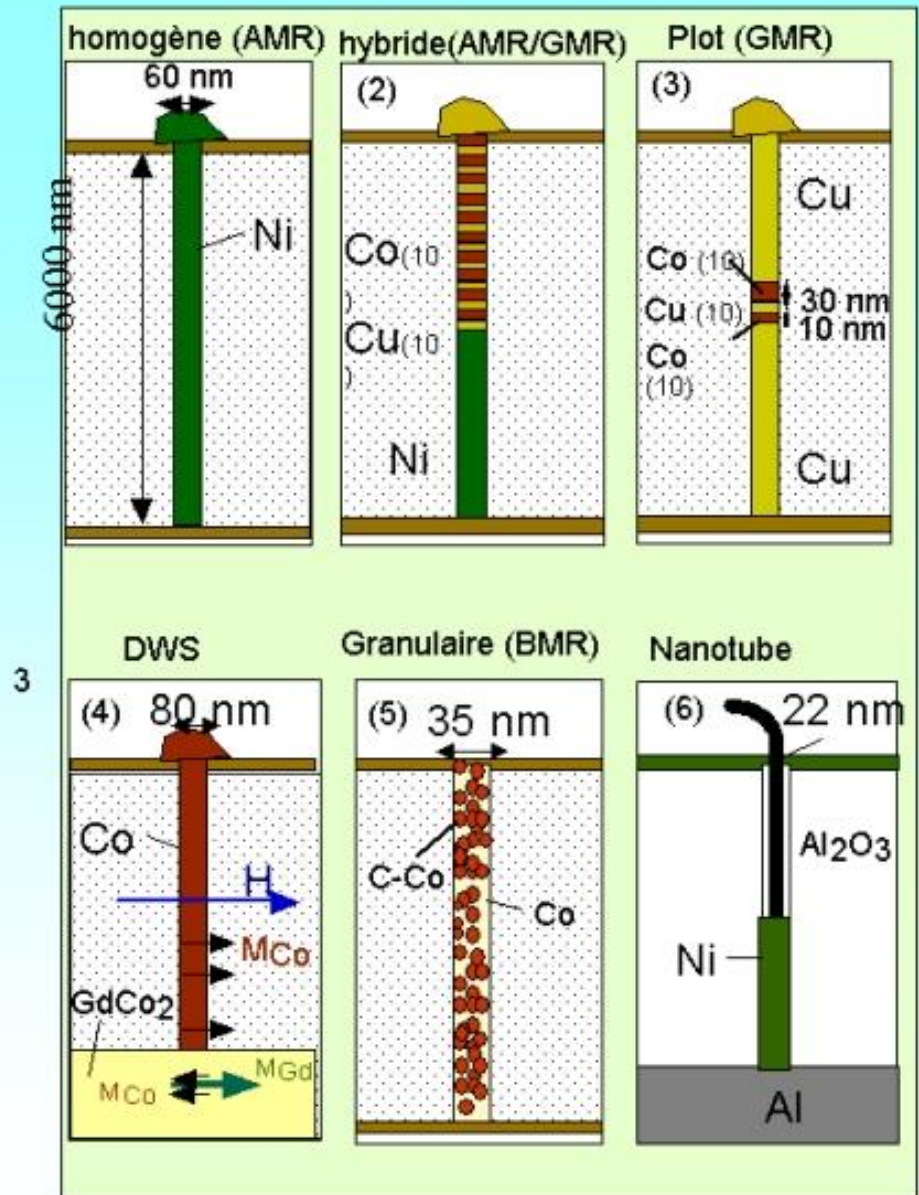 homogène (AMR)
60 nm
6000 nm
Ni
hybride(AMR/GMR)
(2)
Co(10
)
Cu(10
)
Ni
Plot (GMR)
(3)
Cu
Co (10)
30 nm
Cu (10)
10 nm
Co
(10)
Cu
3
DWS
(4)
80 nm
Co
H
MCo
GdCo2
MCo
MGd
Granulaire (BMR)
(5)
35 nm
C-Co
Co
Nanotube
(6)
22 nm
Al2O3
Ni
Al